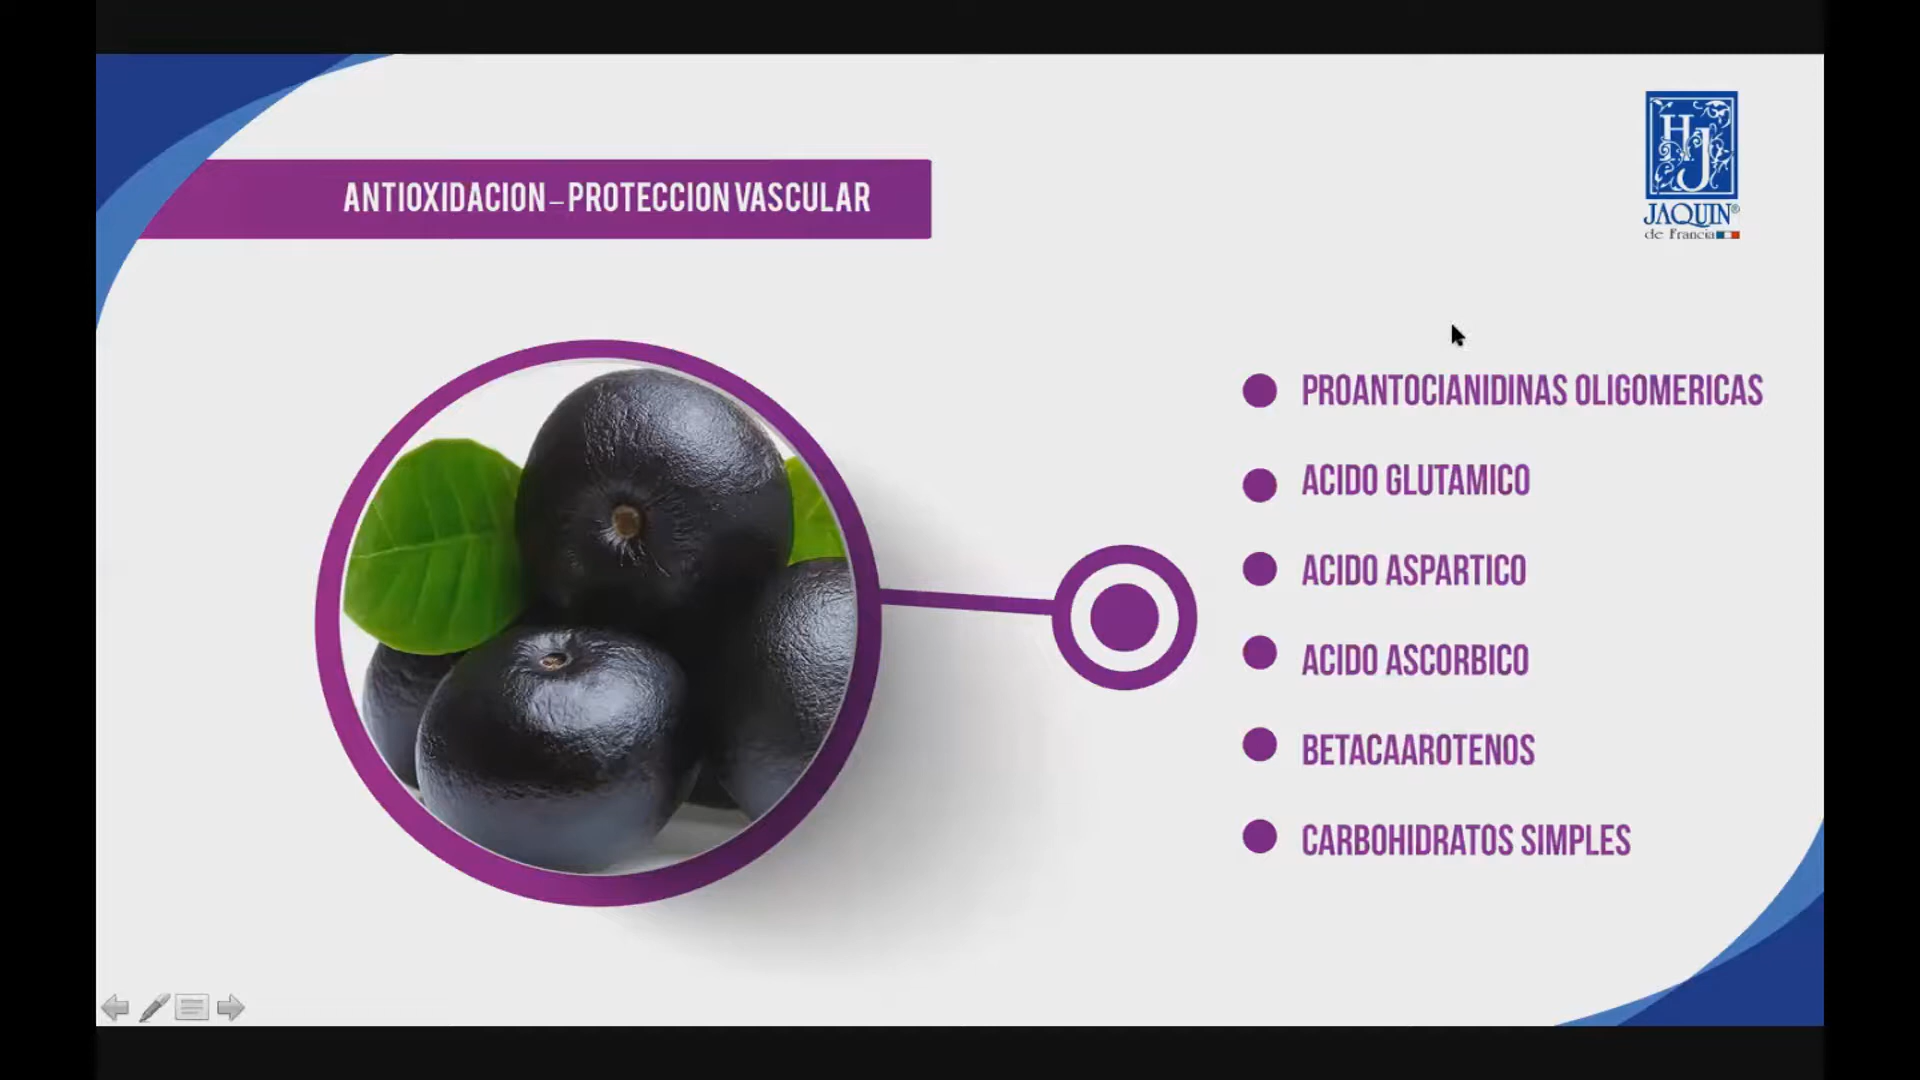 ANTIOXIDACION – PROTECCION VASCULAR
HJ
JAQUIN®
de Francia
PROANTOCIANIDINAS OLIGOMERICAS
ACIDO GLUTAMICO
ACIDO ASPARTICO
ACIDO ASCORBICO
BETACAAROTENOS
CARBOHIDRATOS SIMPLES